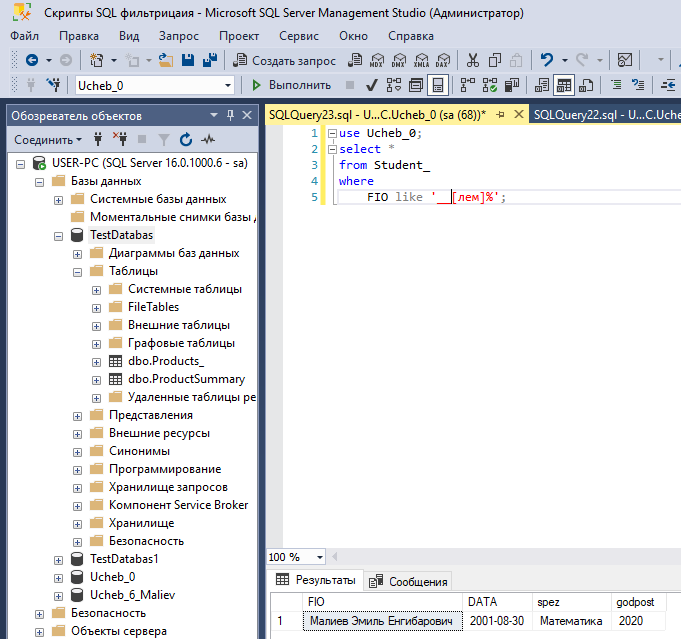 Скрипты SQL фильтрицаия - Microsoft SQL Server Management Studio (Администратор)
Файл Правка Вид Запрос Проект Сервис Окно Справка
Создать запрос MDX DMX XMLA DAX
Ucheb_0 Выполнить
Обозреватель объектов
SQLQuery23.sql - U...C.Ucheb_0 (sa (68))* SQLQuery22.sql - U...C.Uche
Соединить
USER-PC (SQL Server 16.0.1000.6 - sa)
Базы данных
Системные базы данных
Моментальные снимки базы
TestDatabas
Диаграммы баз данных
Таблицы
Системные таблицы
FileTables
Внешние таблицы
Графовые таблицы
dbo.Products_
dbo.ProductSummary
Удаленные таблицы ре
Представления
Внешние ресурсы
Синонимы
Программирование
Хранилище запросов
Компонент Service Broker
Хранилище
Безопасность
TestDatabas1
Ucheb_0
Ucheb_6_Maliev
Безопасность
Объекты сервера
1 use Ucheb_0;
2 select *
3 from Student_
4 where
5 FIO like '__[лем]%';
100 %
Результаты Сообщения
FIO DATA spez godpost
1 Малиев Эмиль Енгибарович 2001-08-30 Математика 2020